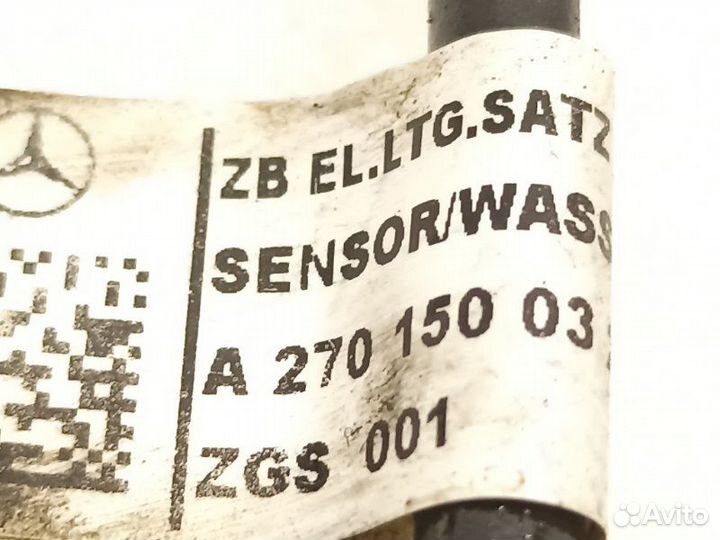 ZB EL.LTG.SATZ
SENSOR/WASS
A 270 150 03
ZGS 001
Avito